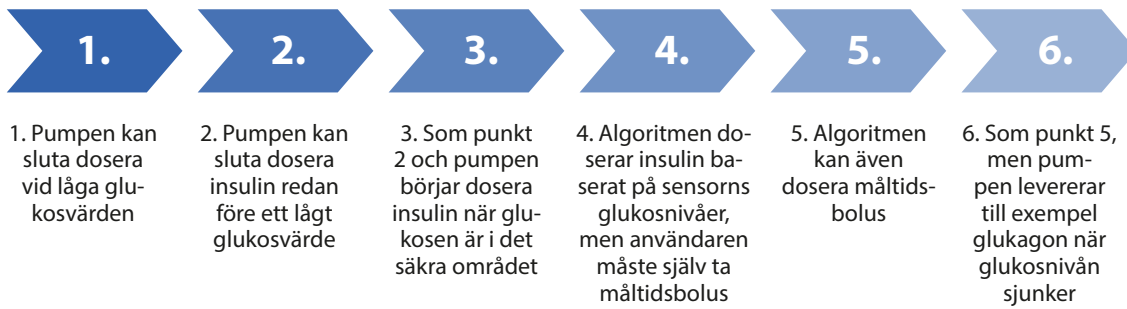 1.
2.
3.
4.
5.
6.
1. Pumpen kan
sluta dosera
vid låga glu-
kosvärden
2. Pumpen kan
sluta dosera
insulin redan
före ett lågt
glukosvärde
3. Som punkt
2 och pumpen
börjar dosera
insulin när glu-
kosen är i det
säkra området
4. Algoritmen do-
serar insulin ba-
serat på sensorns
glukosnivåer,
men användaren
måste själv ta
måltidsbolus
5. Algoritmen
kan även
dosera måltids-
bolus
6. Som punkt 5,
men pum-
pen levererar
till exempel
glukagon när
glukosnivån
sjunker